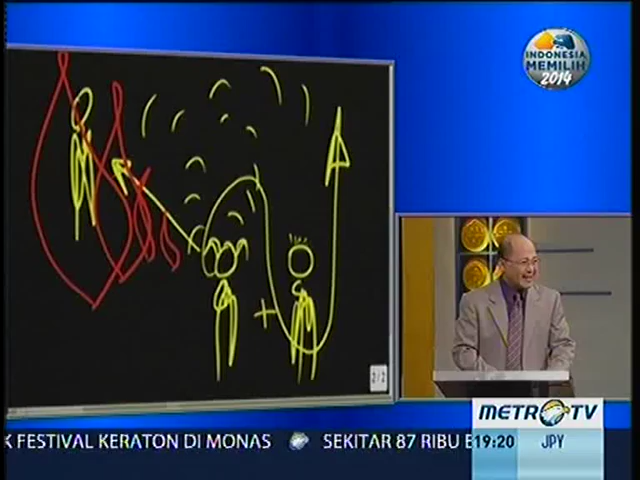 INDONESIA
MEMILIH
2014
2/2
METRO TV
K FESTIVAL KERATON DI MONAS SEKITAR 87 RIBU
19:20 JPY